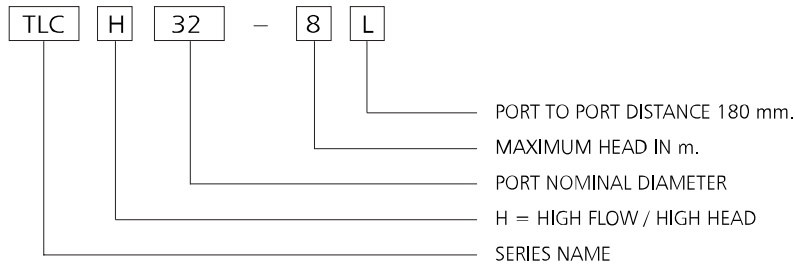 TLC H 32 – 8 L
PORT TO PORT DISTANCE 180 mm.
MAXIMUM HEAD IN m.
PORT NOMINAL DIAMETER
H = HIGH FLOW / HIGH HEAD
SERIES NAME